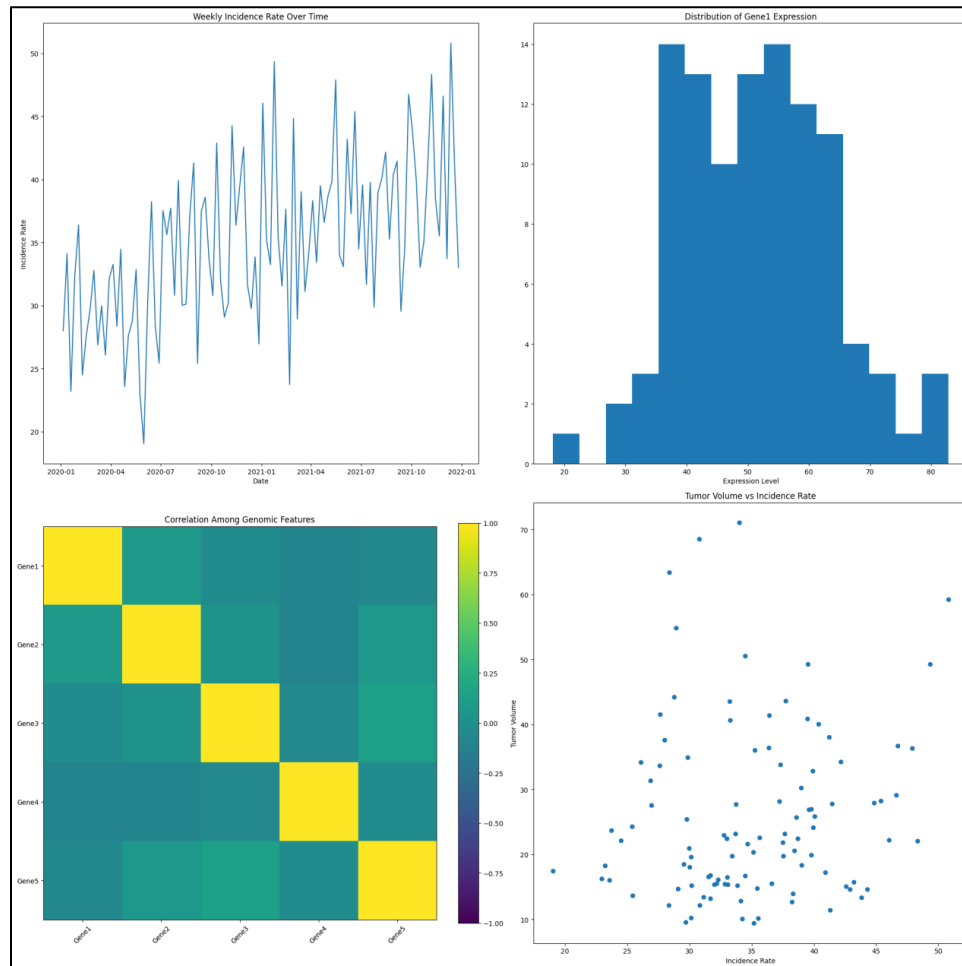 Weekly Incidence Rate Over Time
50
45
40
35
30
25
20
Incidence Rate
2020-01 2020-04 2020-07 2020-10 2021-01 2021-04 2021-07 2021-10 2022-01
Date
Distribution of Gene1 Expression
14
12
10
8
6
4
2
0
20 30 40 50 60 70 80
Expression Level
Correlation Among Genomic Features
Gene1
Gene2
Gene3
Gene4
Gene5
Gene1 Gene2 Gene3 Gene4 Gene5
1.00
0.75
0.50
0.25
0.00
−0.25
−0.50
−0.75
−1.00
Tumor Volume vs Incidence Rate
70
60
50
40
30
20
10
Tumor Volume
20 25 30 35 40 45 50
Incidence Rate